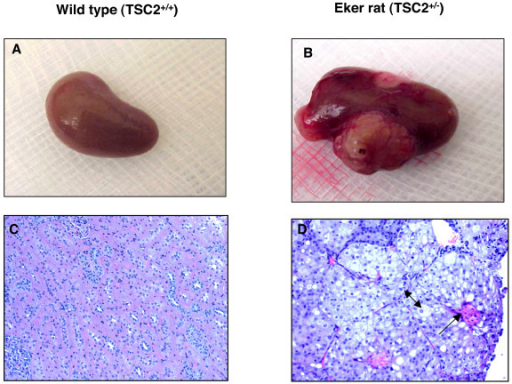 Wild type (TSC2+/+)
Eker rat (TSC2+/-)
A
B
C
D